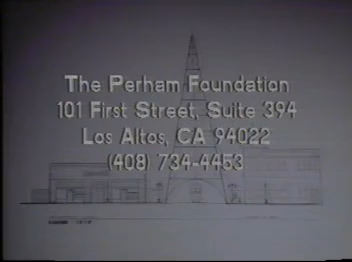 The Perham Foundation
101 First Street, Suite 394
Los Altos, CA 94022
(408) 734-4453